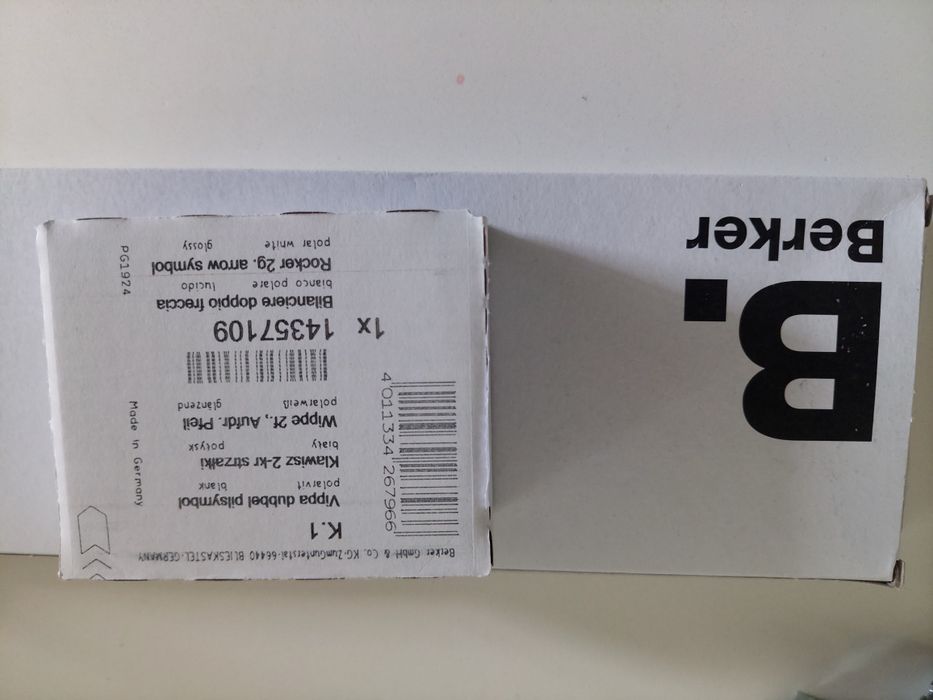 Berker
B.
Berker GmbH & Co. KG·ZumGunterstal·66440 BLIESKASTEL·GERMANY
K.1
Vippa dubbel pilsymbol
polarvit blank
Klawisz 2-kr strzałki
biały połysk
Wippe 2f., Aufdr. Pfeil
polarweiß glänzend
1x 14357109
Bilanciere doppio freccia
bianco polare lucido
Rocker 2g. arrow symbol
polar white glossy
4 011334 267966
Made in Germany
PG1924